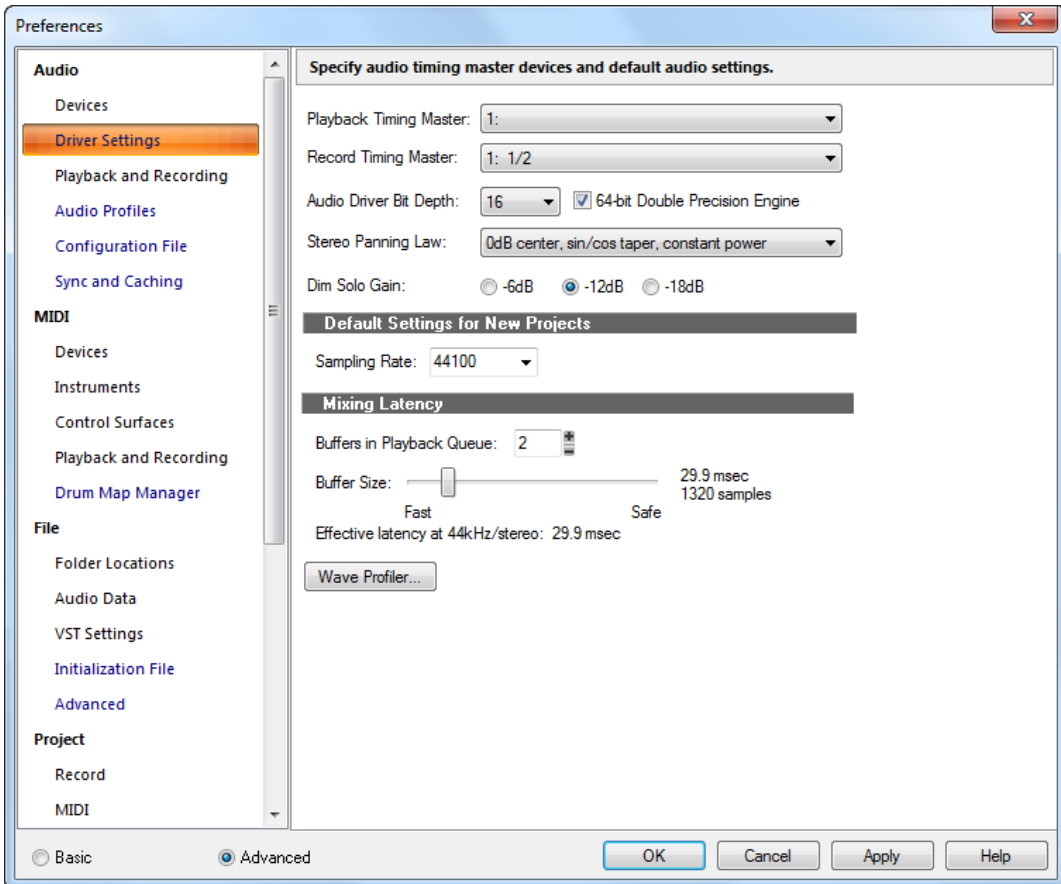 Preferences
Audio
Devices
Driver Settings
Playback and Recording
Audio Profiles
Configuration File
Sync and Caching
MIDI
Devices
Instruments
Control Surfaces
Playback and Recording
Drum Map Manager
File
Folder Locations
Audio Data
VST Settings
Initialization File
Advanced
Project
Record
MIDI
Specify audio timing master devices and default audio settings.
Playback Timing Master: 1:
Record Timing Master: 1: 1/2
Audio Driver Bit Depth: 16 64-bit Double Precision Engine
Stereo Panning Law: 0dB center, sin/cos taper, constant power
Dim Solo Gain: -6dB -12dB -18dB
Default Settings for New Projects
Sampling Rate: 44100
Mixing Latency
Buffers in Playback Queue: 2
Buffer Size: 29.9 msec
1320 samples
Fast Safe
Effective latency at 44kHz/stereo: 29.9 msec
Wave Profiler...
Basic Advanced OK Cancel Apply Help